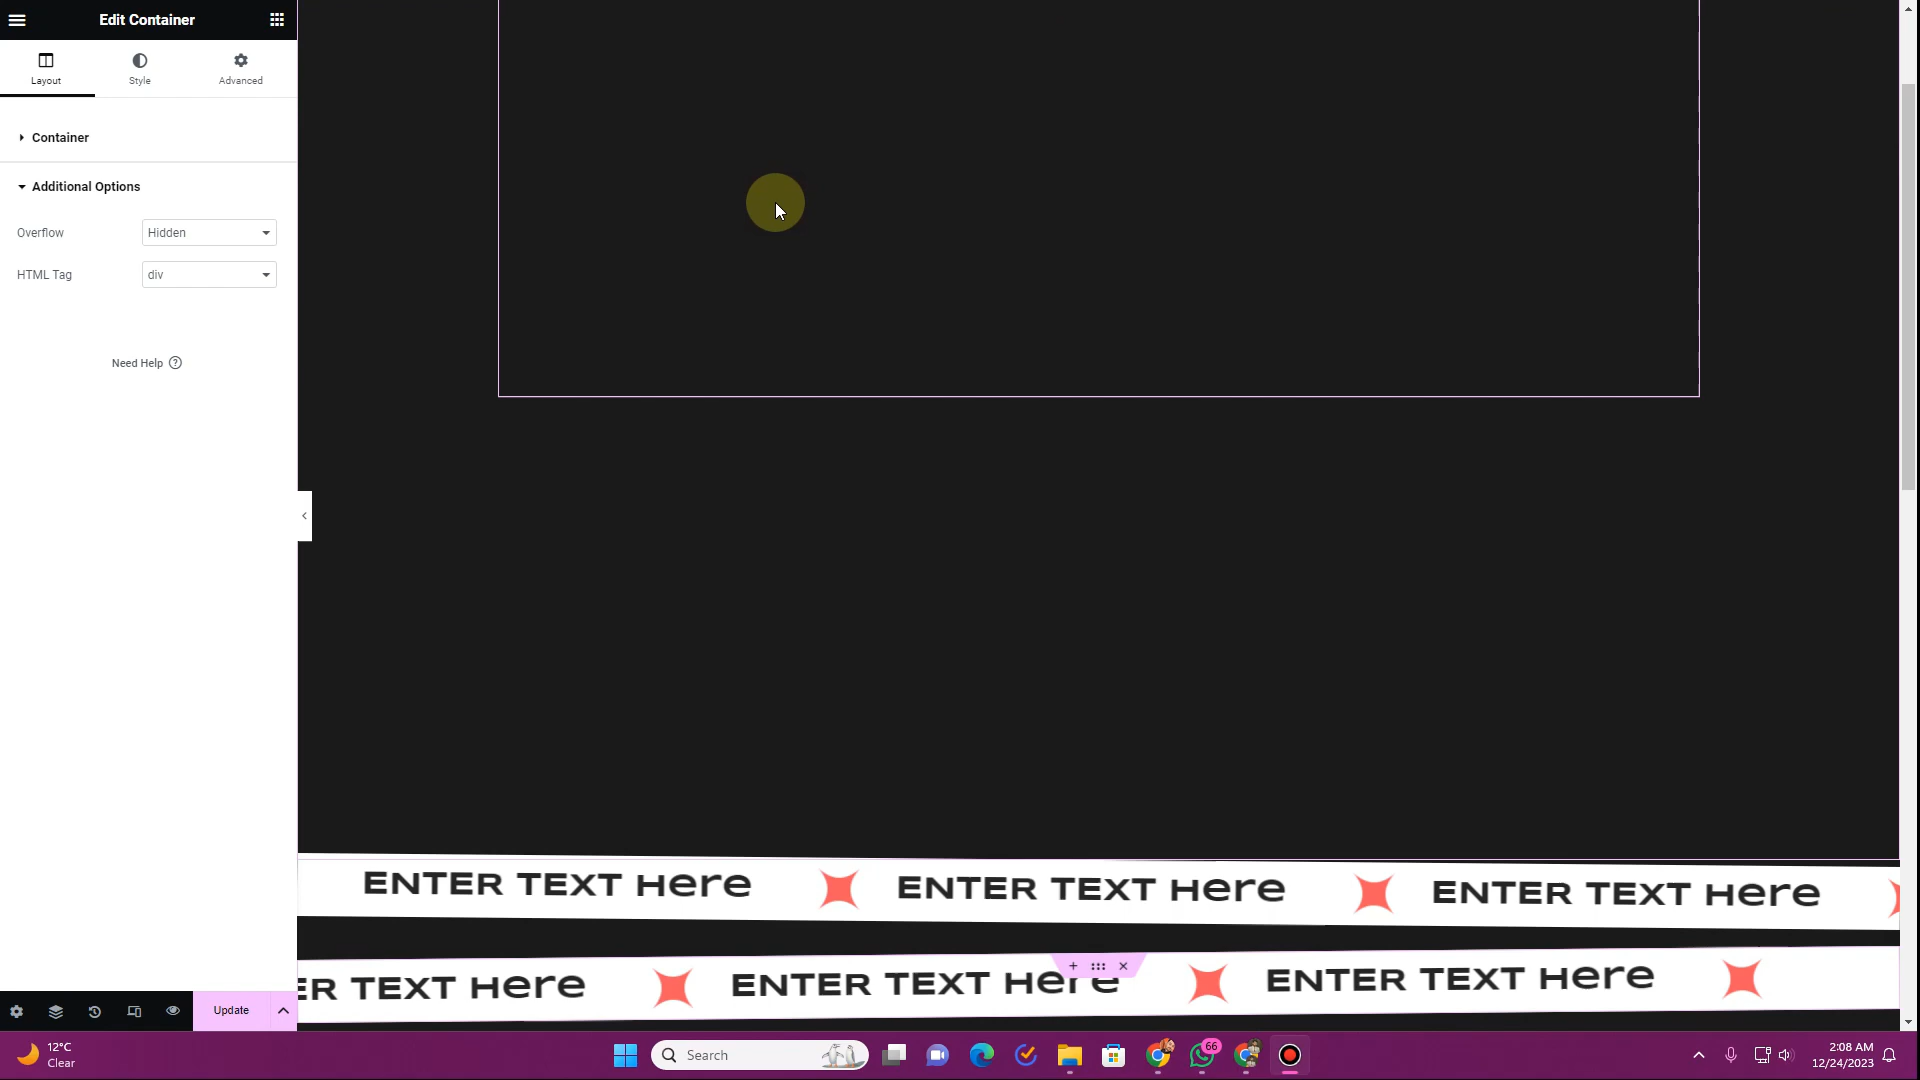 Edit Container
Layout
Style
Advanced
Container
Additional Options
Overflow
Hidden
HTML Tag
div
Need Help
ENTER TEXT Here
ENTER TEXT Here
ENTER TEXT Here
ER TEXT Here
ENTER TEXT Here
ENTER TEXT Here
Update
12°C
Clear
Search
66
2:08 AM
12/24/2023